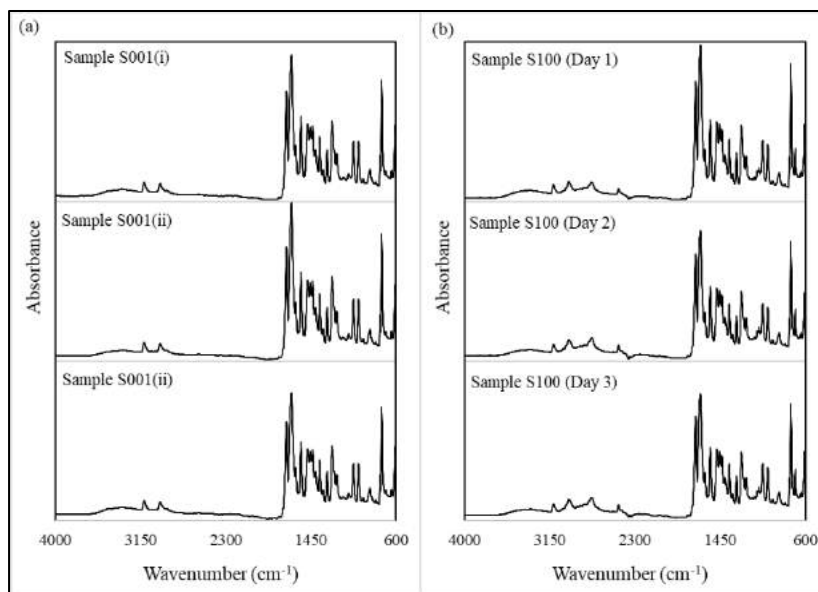 (a)
Sample S001(i)
Sample S001(ii)
Sample S001(ii)
Absorbance
4000 3150 2300 1450 600
Wavenumber (cm⁻¹)
(b)
Sample S100 (Day 1)
Sample S100 (Day 2)
Sample S100 (Day 3)
Absorbance
4000 3150 2300 1450 600
Wavenumber (cm⁻¹)